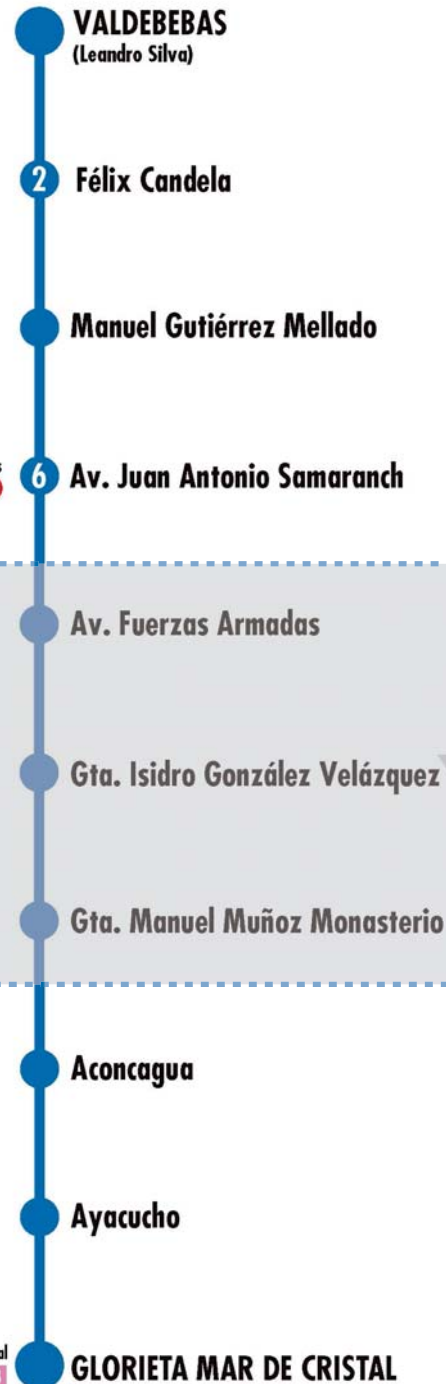 VALDEBEBAS
(Leandro Silva)
2 Félix Candela
Manuel Gutiérrez Mellado
6 Av. Juan Antonio Samaranch
Av. Fuerzas Armadas
Gta. Isidro González Velázquez
Gta. Manuel Muñoz Monasterio
Aconcagua
Ayacucho
GLORIETA MAR DE CRISTAL